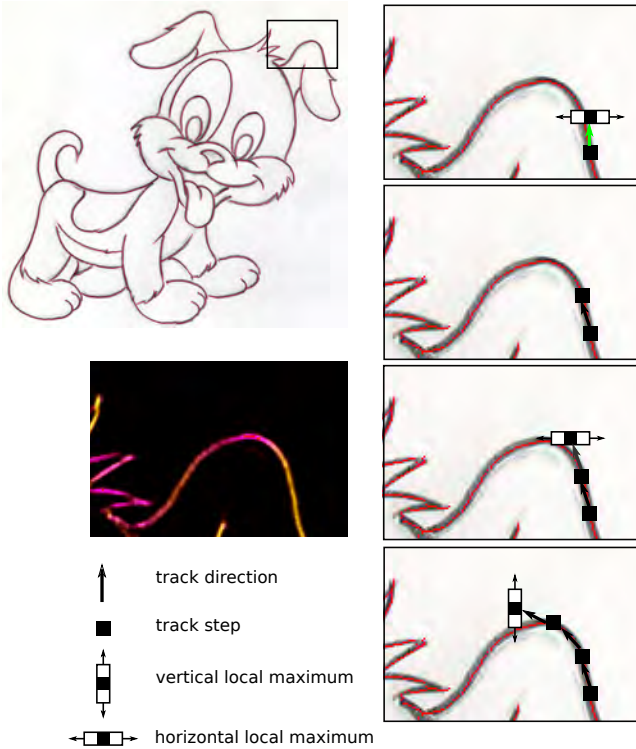 track direction
track step
vertical local maximum
horizontal local maximum